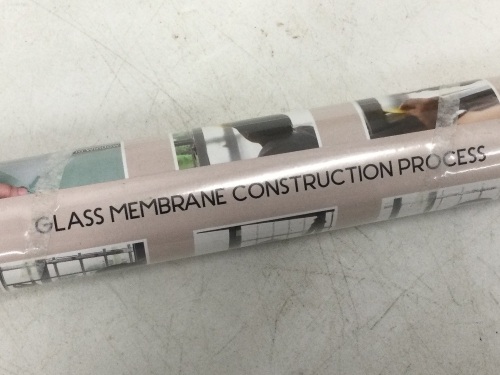 GLASS MEMBRANE CONSTRUCTION PROCESS